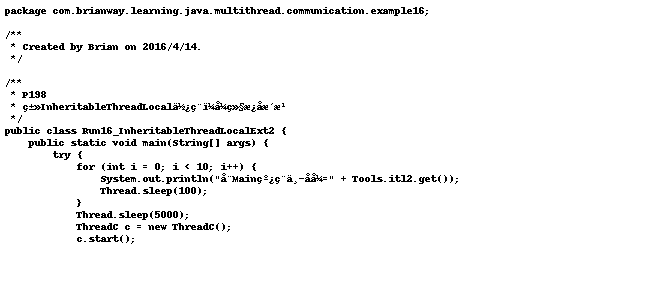 package com.brianway.learning.java.multithread.communication.example16;
/**
 * Created by Brian on 2016/4/14.
 */
/**
 * P198
 * ç±»InheritableThreadLocalä½¿ç¨ï¼å¼ç»§æ¿åæ´æ¹
 */
public class Run16_InheritableThreadLocalExt2 {
    public static void main(String[] args) {
        try {
            for (int i = 0; i < 10; i++) {
                System.out.println("å¨Mainçº¿ç¨ä¸­åå¼=" + Tools.itl2.get());
                Thread.sleep(100);
            }
            Thread.sleep(5000);
            ThreadC c = new ThreadC();
            c.start();